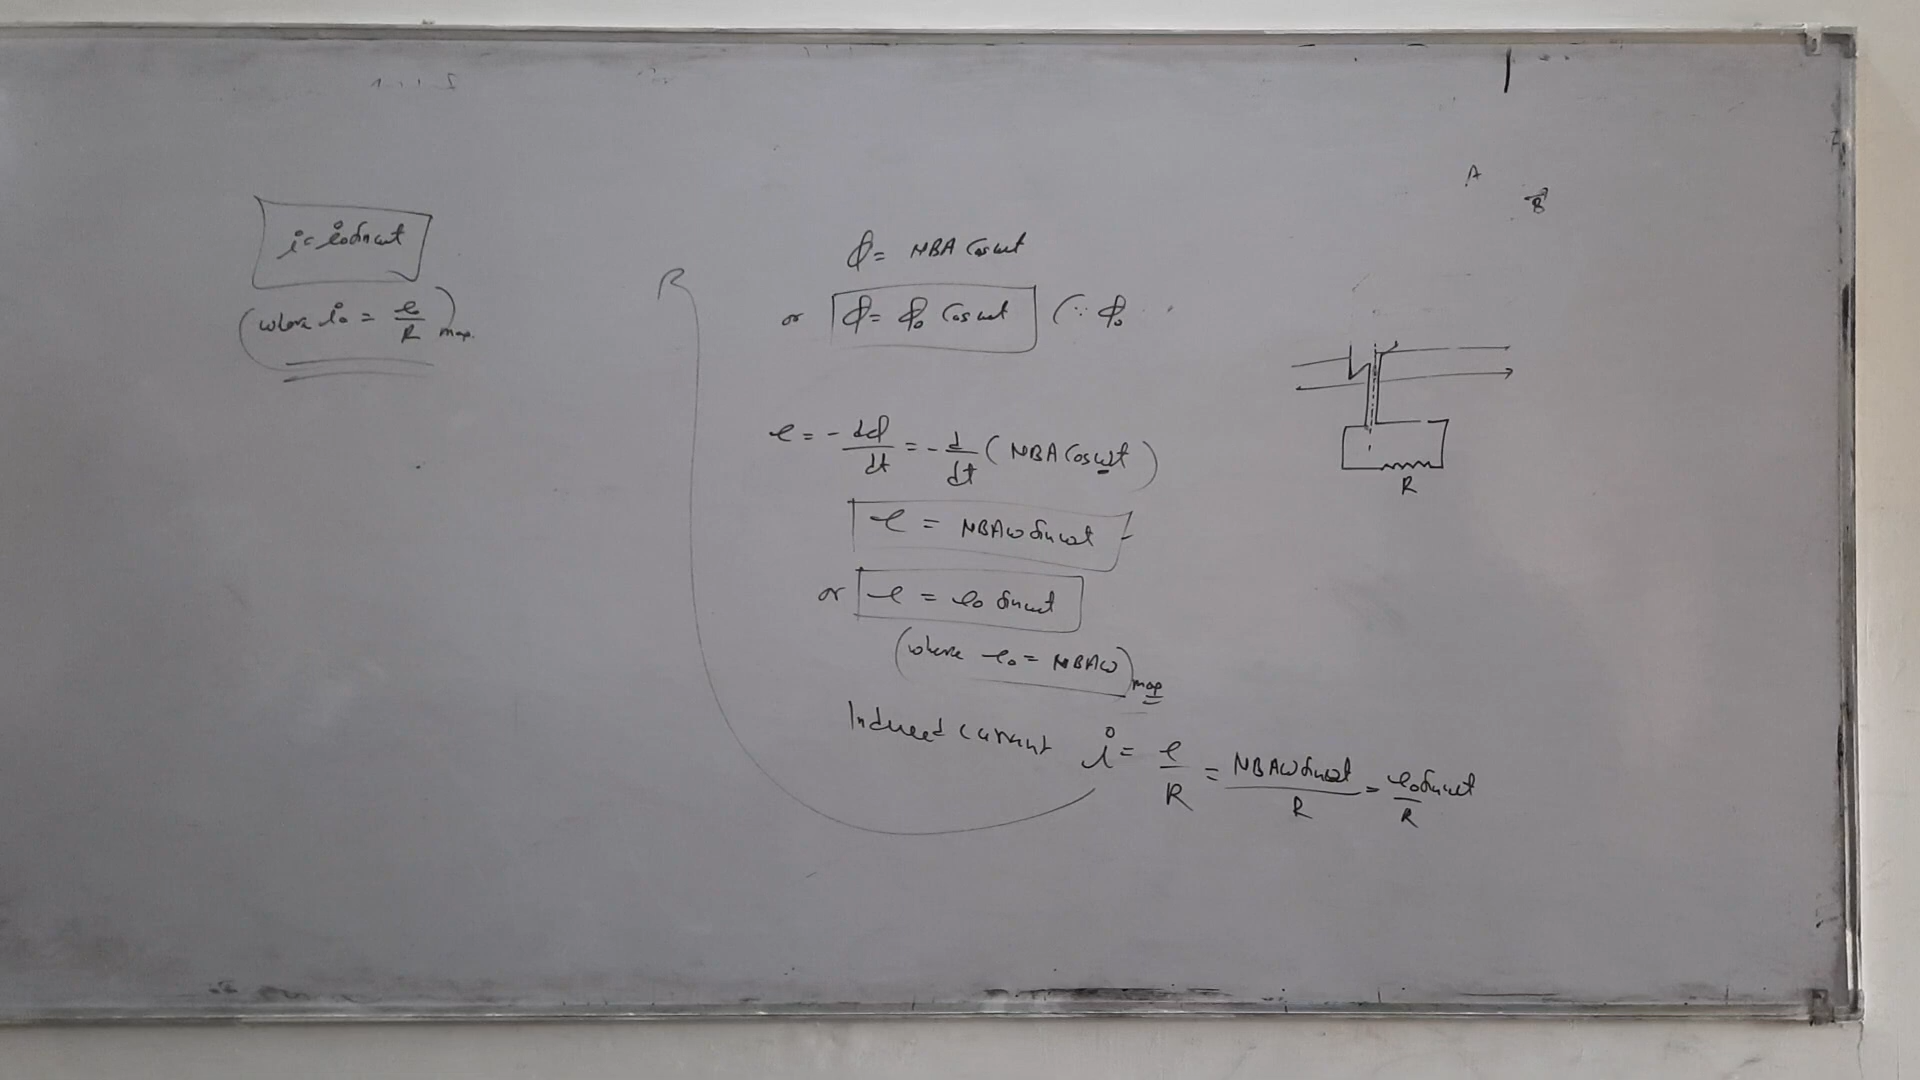 φ = NBA Cos ωt
or φ = φ₀ Cos ωt (∵ φ₀
e = - dφ/dt = - d/dt (NBA Cos ωt)
e = NBAω Sin ωt
or e = e₀ Sin ωt
(where e₀ = NBAω) max
Induced current i = e/R = NBAω Sin ωt/R = e₀ Sin ωt/R
i = i₀ Sin ωt
(where i₀ = e₀/R) max.
A
B⃗
R